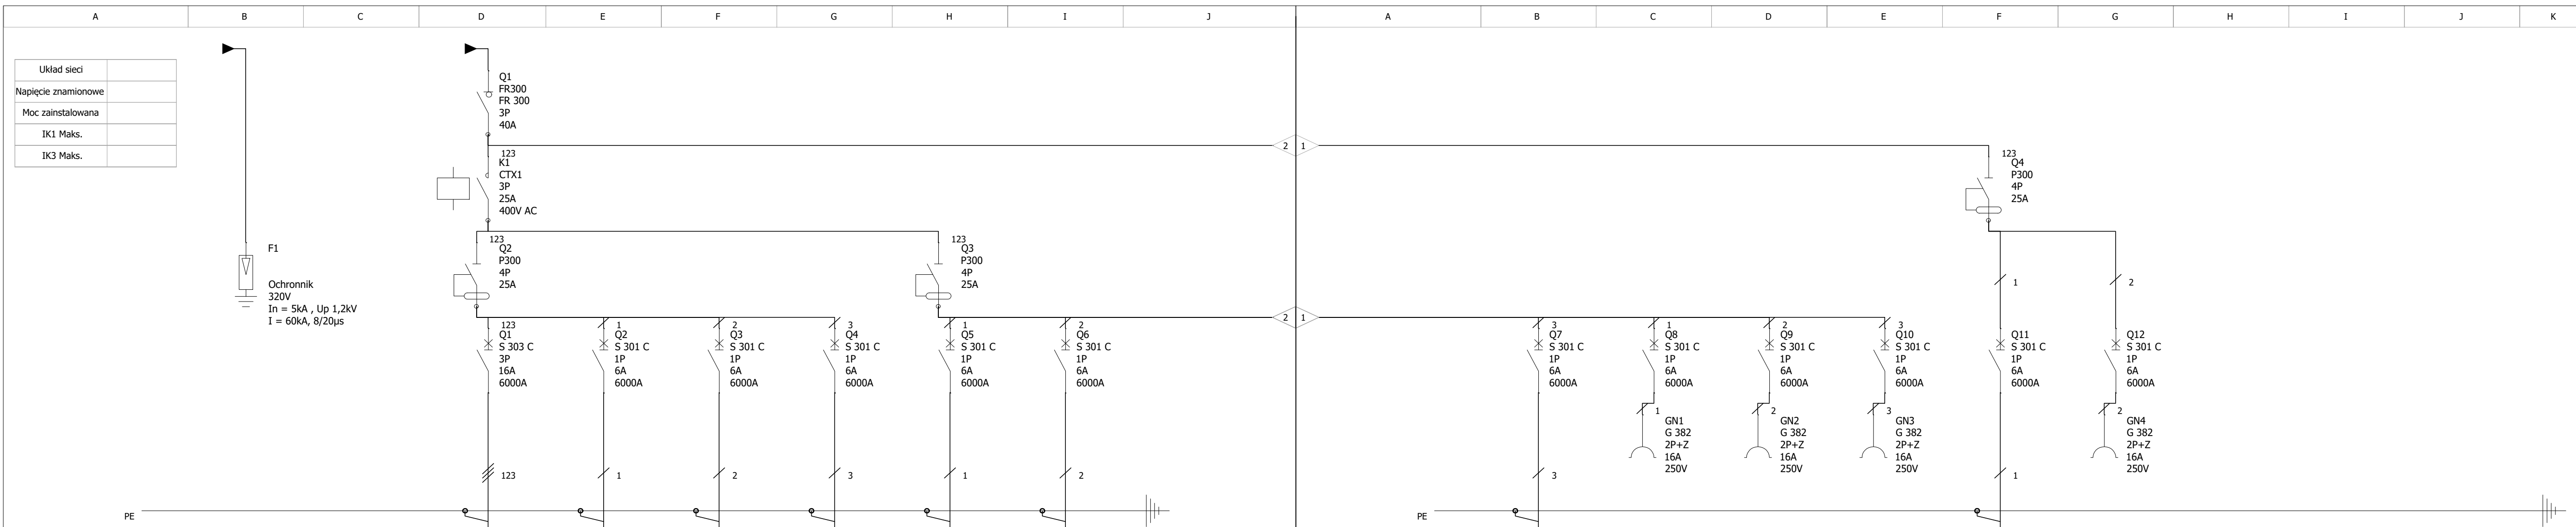 A B C D E F G H I J A B C D E F G H I J K
Układ sieci
Napięcie znamionowe
Moc zainstalowana
IK1 Maks.
IK3 Maks.
F1
Ochronnik
320V
In = 5kA , Up 1,2kV
I = 60kA, 8/20µs
Q1
FR300
FR 300
3P
40A
2 1
123
K1
CTX1
3P
25A
400V AC
123
Q2
P300
4P
25A
123
Q3
P300
4P
25A
123
Q4
P300
4P
25A
2 1
123
Q1
S 303 C
3P
16A
6000A
123
1
Q2
S 301 C
1P
6A
6000A
1
2
Q3
S 301 C
1P
6A
6000A
2
3
Q4
S 301 C
1P
6A
6000A
3
1
Q5
S 301 C
1P
6A
6000A
1
2
Q6
S 301 C
1P
6A
6000A
2
3
Q7
S 301 C
1P
6A
6000A
3
1
Q8
S 301 C
1P
6A
6000A
1
GN1
G 382
2P+Z
16A
250V
2
Q9
S 301 C
1P
6A
6000A
2
GN2
G 382
2P+Z
16A
250V
3
Q10
S 301 C
1P
6A
6000A
3
GN3
G 382
2P+Z
16A
250V
1
Q11
S 301 C
1P
6A
6000A
1
2
Q12
S 301 C
1P
6A
6000A
2
GN4
G 382
2P+Z
16A
250V
PE
PE